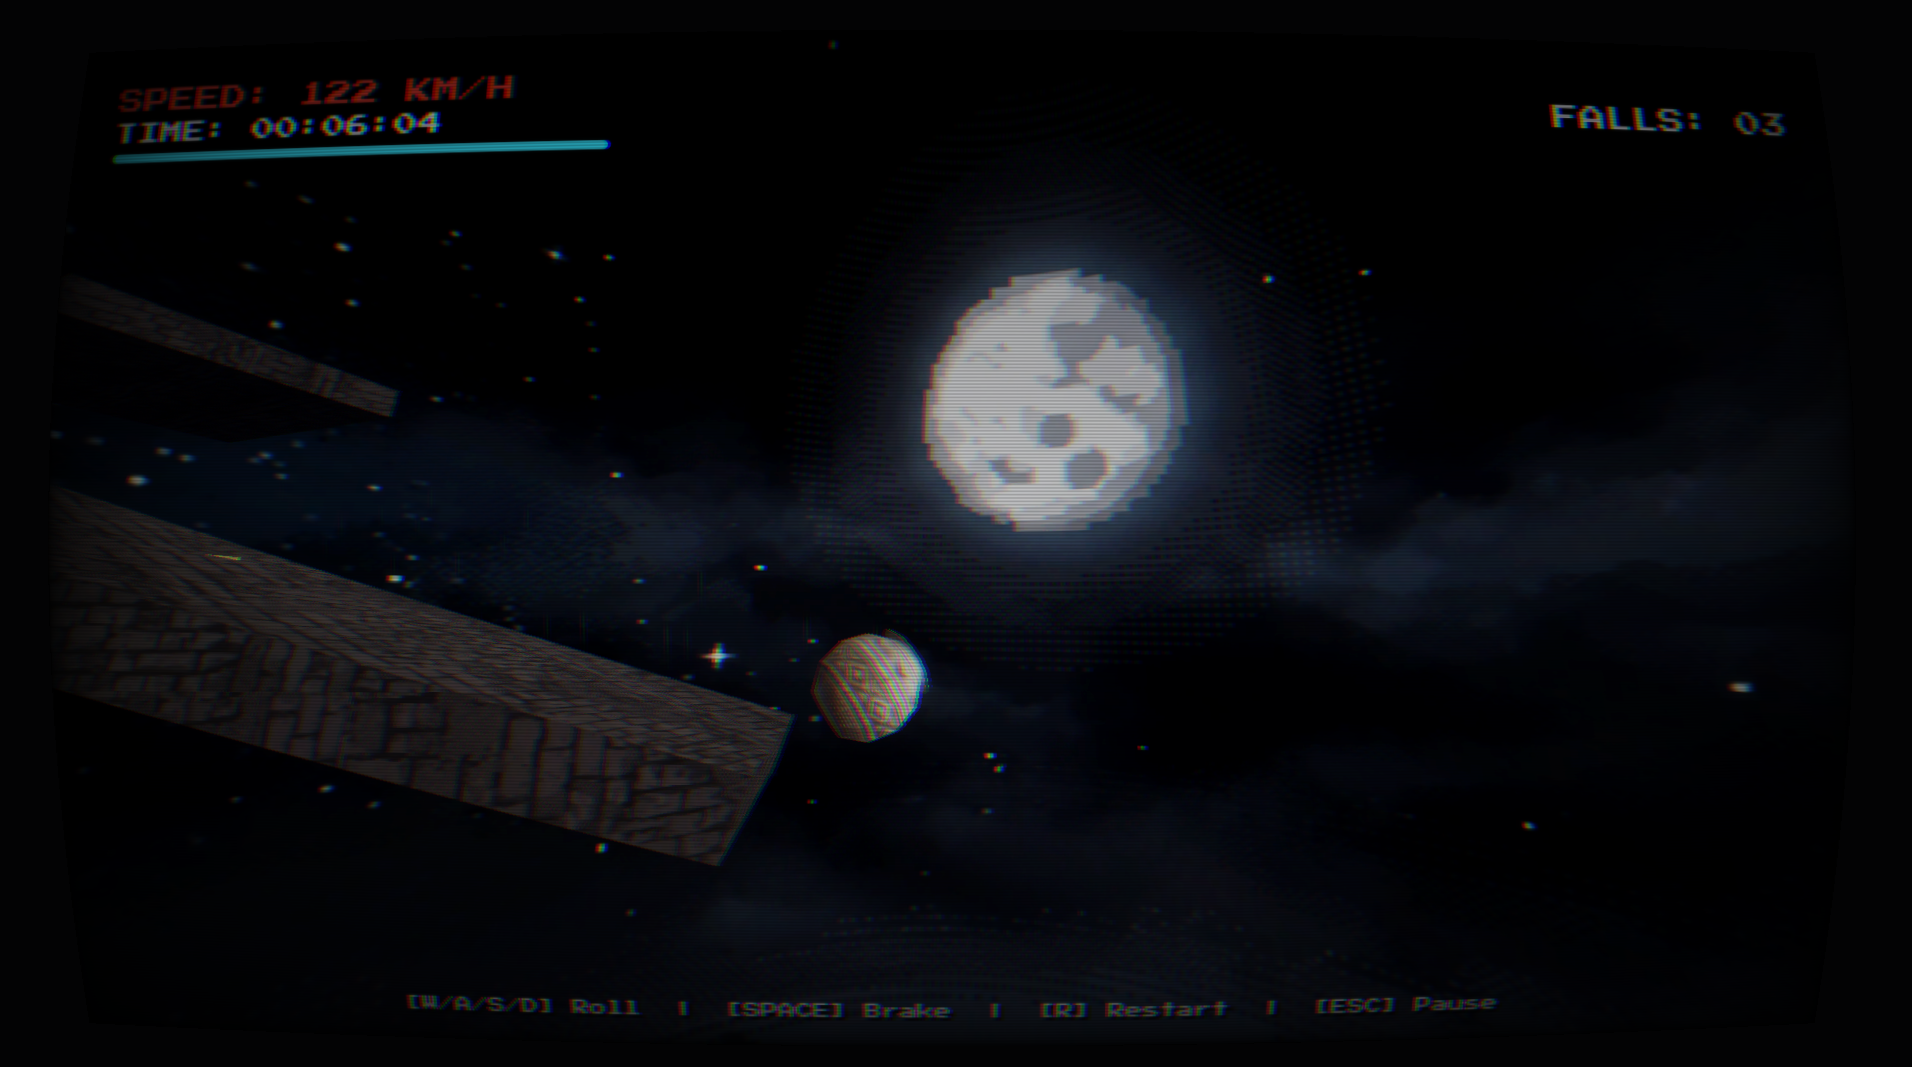 SPEED: 122 KM/H
TIME: 00:06:04
FALLS: 03
[W/A/S/D] Roll | [SPACE] Brake | [R] Restart | [ESC] Pause